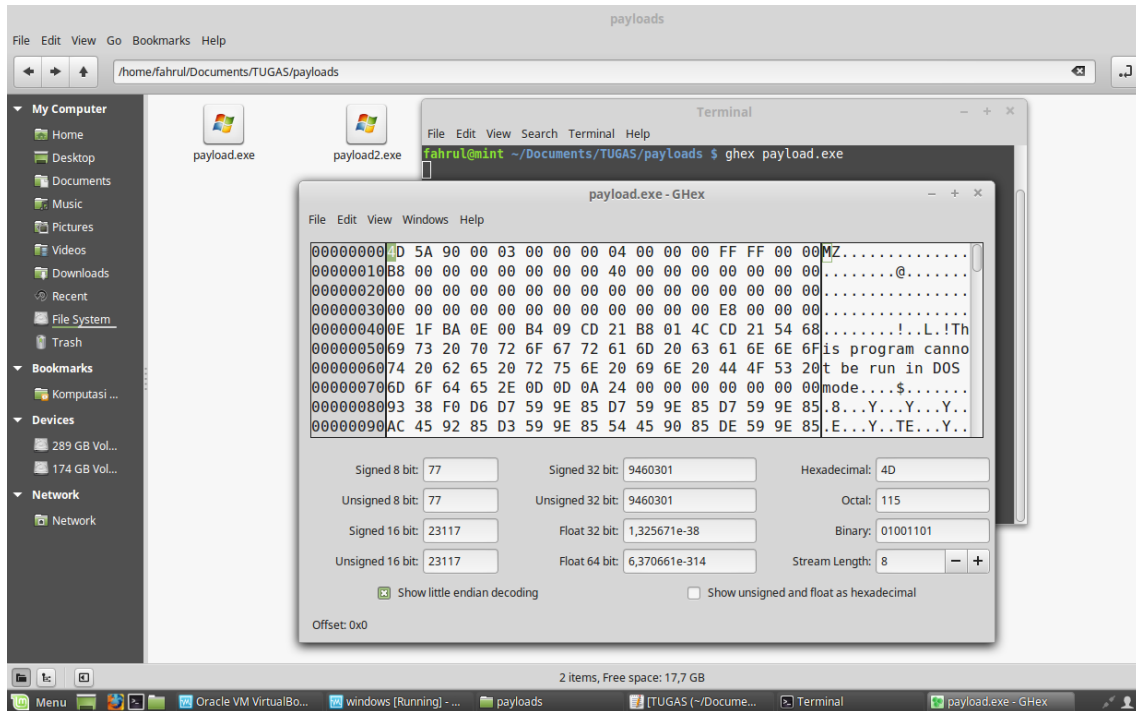 payloads
File Edit View Go Bookmarks Help
/home/fahrul/Documents/TUGAS/payloads
My Computer
Home
Desktop
Documents
Music
Pictures
Videos
Downloads
Recent
File System
Trash
Bookmarks
Komputasi ...
Devices
289 GB Vol...
174 GB Vol...
Network
Network
payload.exe
payload2.exe
Terminal
File Edit View Search Terminal Help
fahrul@mint ~/Documents/TUGAS/payloads $ ghex payload.exe
payload.exe - GHex
File Edit View Windows Help
00000000 4D 5A 90 00 03 00 00 00 04 00 00 00 FF FF 00 00 MZ..............
00000010 B8 00 00 00 00 00 00 00 40 00 00 00 00 00 00 00 ........@.......
00000020 00 00 00 00 00 00 00 00 00 00 00 00 00 00 00 00 ................
00000030 00 00 00 00 00 00 00 00 00 00 00 00 E8 00 00 00 ................
00000040 0E 1F BA 0E 00 B4 09 CD 21 B8 01 4C CD 21 54 68 ........!..L.!Th
00000050 69 73 20 70 72 6F 67 72 61 6D 20 63 61 6E 6E 6F is program canno
00000060 74 20 62 65 20 72 75 6E 20 69 6E 20 44 4F 53 20 t be run in DOS
00000070 6D 6F 64 65 2E 0D 0D 0A 24 00 00 00 00 00 00 00 mode....$.......
00000080 93 38 F0 D6 D7 59 9E 85 D7 59 9E 85 D7 59 9E 85 .8...Y...Y...Y..
00000090 AC 45 92 85 D3 59 9E 85 54 45 90 85 DE 59 9E 85 .E...Y..TE...Y..
Signed 8 bit: 77 Signed 32 bit: 9460301 Hexadecimal: 4D
Unsigned 8 bit: 77 Unsigned 32 bit: 9460301 Octal: 115
Signed 16 bit: 23117 Float 32 bit: 1,325671e-38 Binary: 01001101
Unsigned 16 bit: 23117 Float 64 bit: 6,370661e-314 Stream Length: 8
Show little endian decoding Show unsigned and float as hexadecimal
Offset: 0x0
2 items, Free space: 17,7 GB
Menu Oracle VM VirtualBo... windows [Running] - ... payloads [TUGAS (~/Docume... Terminal payload.exe - GHex